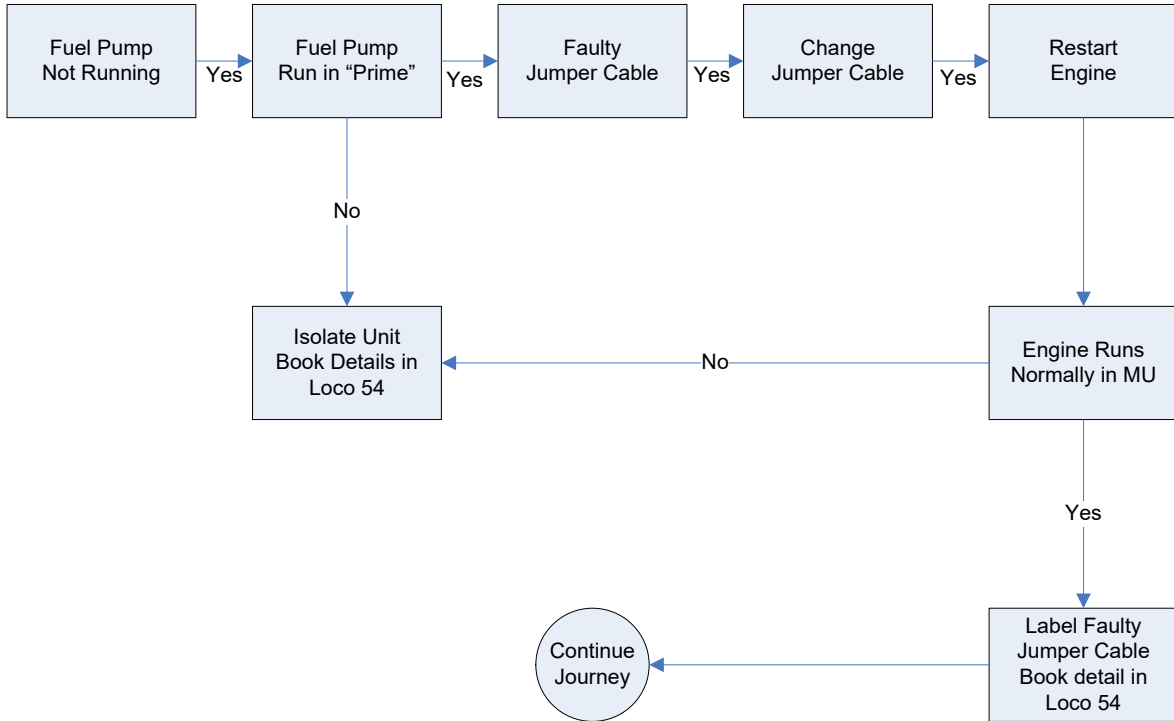 Fuel Pump
Not Running
Yes
Fuel Pump
Run in “Prime”
Yes
Faulty
Jumper Cable
Yes
Change
Jumper Cable
Yes
Restart
Engine
No
Isolate Unit
Book Details in
Loco 54
No
Engine Runs
Normally in MU
Yes
Continue
Journey
Label Faulty
Jumper Cable
Book detail in
Loco 54